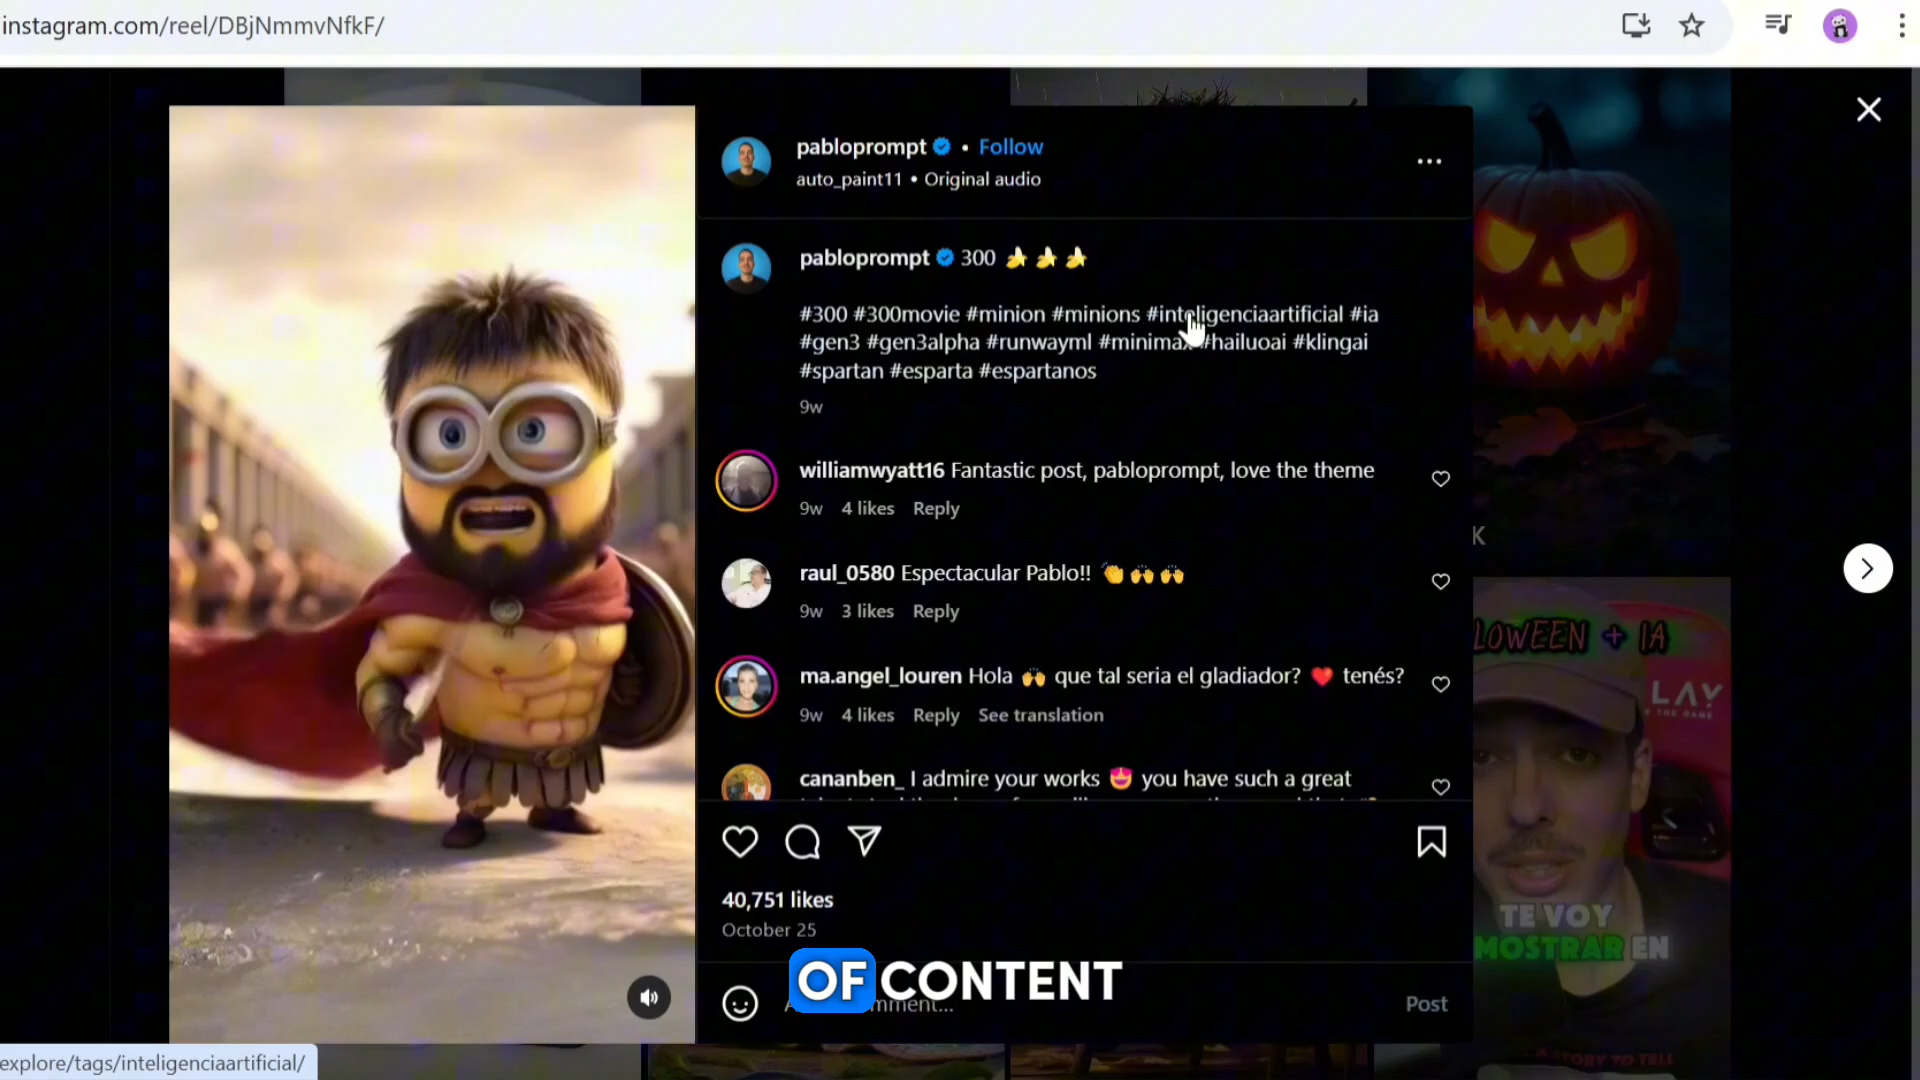 instagram.com/reel/DBjNmmvNfkF/
pabloprompt • Follow
auto_paint11 • Original audio
pabloprompt 300 🍌🍌🍌
#300 #300movie #minion #minions #inteligenciaartificial #ia
#gen3 #gen3alpha #runwayml #minimax #hailuoai #klingai
#spartan #esparta #espartanos
9w
williamwyatt16 Fantastic post, pabloprompt, love the theme
9w 4 likes Reply
raul_0580 Espectacular Pablo!! 👏🙌🙌
9w 3 likes Reply
ma.angel_louren Hola 🙌 que tal seria el gladiador? ❤️ tenés?
9w 4 likes Reply See translation
cananben_ I admire your works 😍 you have such a great
40,751 likes
October 25
OF CONTENT
Post
explore/tags/inteligenciaartificial/
K
LOWEEN + IA
LAY
TE VOY
MOSTRAR EN
A STORY TO TELL